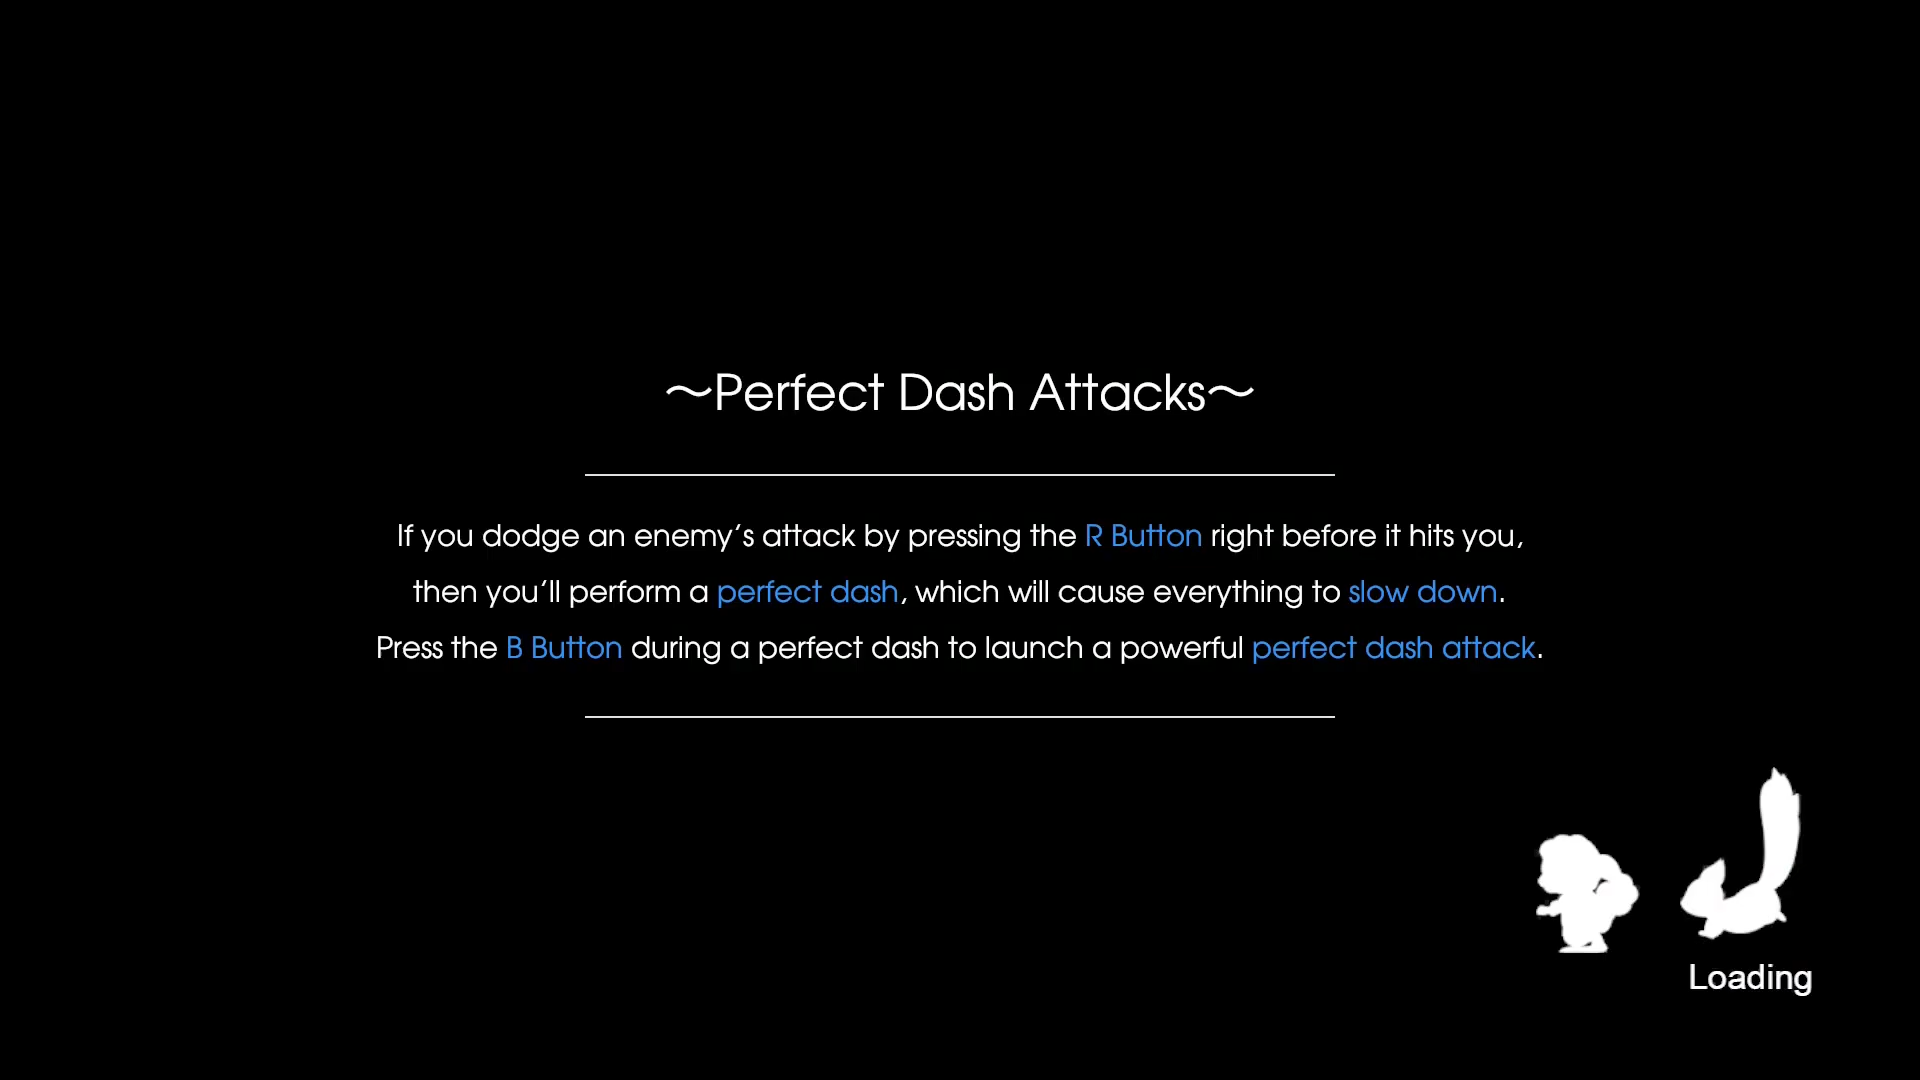 ～Perfect Dash Attacks～
If you dodge an enemy’s attack by pressing the R Button right before it hits you,
then you’ll perform a perfect dash, which will cause everything to slow down.
Press the B Button during a perfect dash to launch a powerful perfect dash attack.
Loading